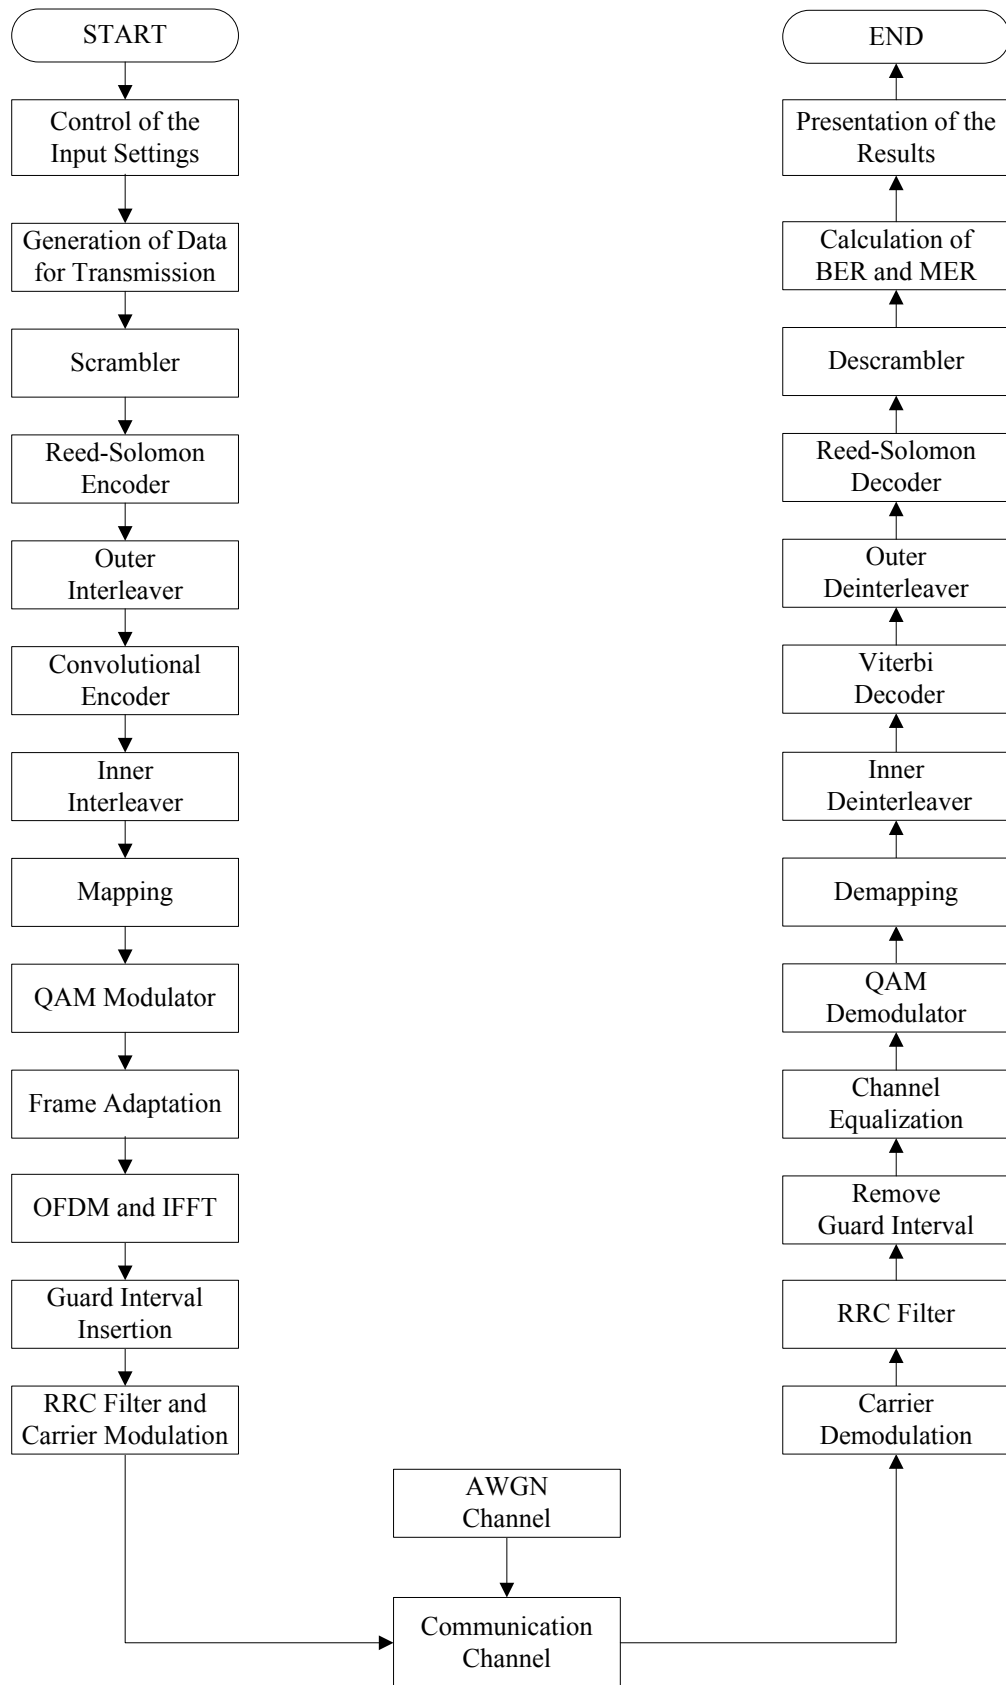 START
Control of the
Input Settings
Generation of Data
for Transmission
Scrambler
Reed-Solomon
Encoder
Outer
Interleaver
Convolutional
Encoder
Inner
Interleaver
Mapping
QAM Modulator
Frame Adaptation
OFDM and IFFT
Guard Interval
Insertion
RRC Filter and
Carrier Modulation
AWGN
Channel
Communication
Channel
END
Presentation of the
Results
Calculation of
BER and MER
Descrambler
Reed-Solomon
Decoder
Outer
Deinterleaver
Viterbi
Decoder
Inner
Deinterleaver
Demapping
QAM
Demodulator
Channel
Equalization
Remove
Guard Interval
RRC Filter
Carrier
Demodulation